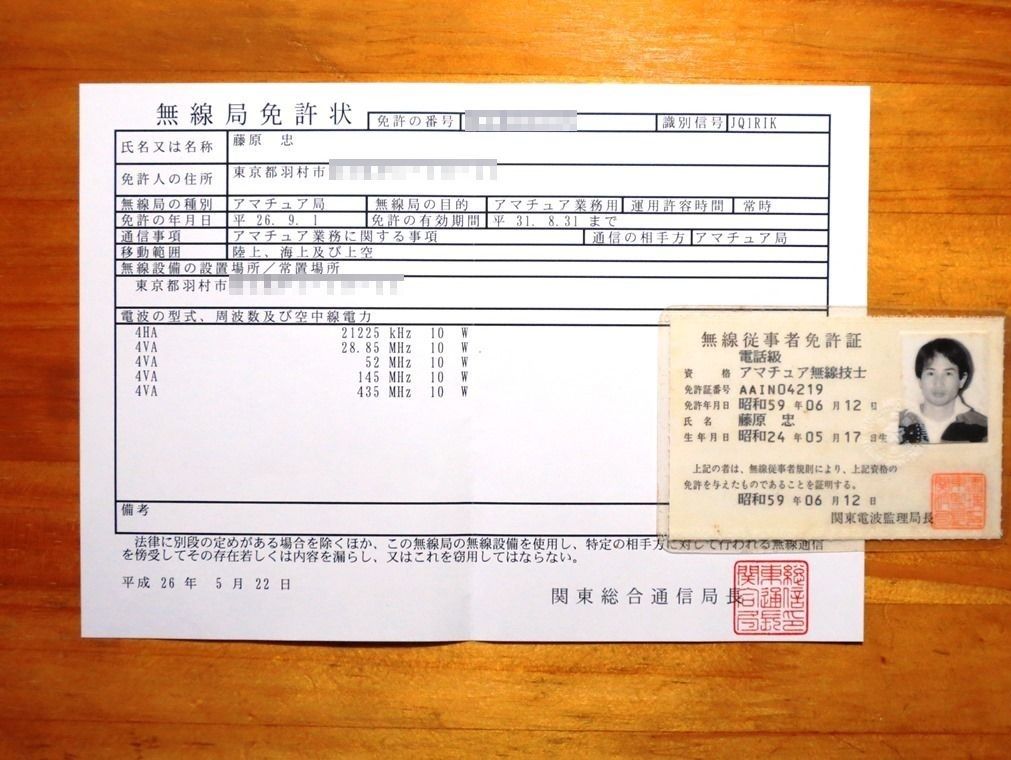 無線局免許状
免許の番号
識別信号 JQ1RIK
氏名又は名称 藤原 忠
免許人の住所 東京都羽村市
無線局の種別 アマチュア局 無線局の目的 アマチュア業務用 運用許容時間 常時
免許の年月日 平 26. 9. 1 免許の有効期間 平 31. 8.31 まで
通信事項 アマチュア業務に関する事項 通信の相手方 アマチュア局
移動範囲 陸上、海上及び上空
無線設備の設置場所/常置場所
東京都羽村市
電波の型式、周波数及び空中線電力
4HA 21225 kHz 10 W
4VA 28.85 MHz 10 W
4VA 52 MHz 10 W
4VA 145 MHz 10 W
4VA 435 MHz 10 W
備考
法律に別段の定めがある場合を除くほか、この無線局の無線設備を使用し、特定の相手方に対して行われる無線通信
を傍受してその存在若しくは内容を漏らし、又はこれを窃用してはならない。
平成 26 年 5 月 22 日
関東総合通信局長
無線従事者免許証
電話級
資格 アマチュア無線技士
免許証番号 AAIN04219
免許年月日 昭和59年06月12日
氏名 藤原 忠
生年月日 昭和24年05月17日生
上記の者は、無線従事者規則により、上記資格の
免許を与えたものであることを証明する。
昭和59年06月12日
関東電波監理局長